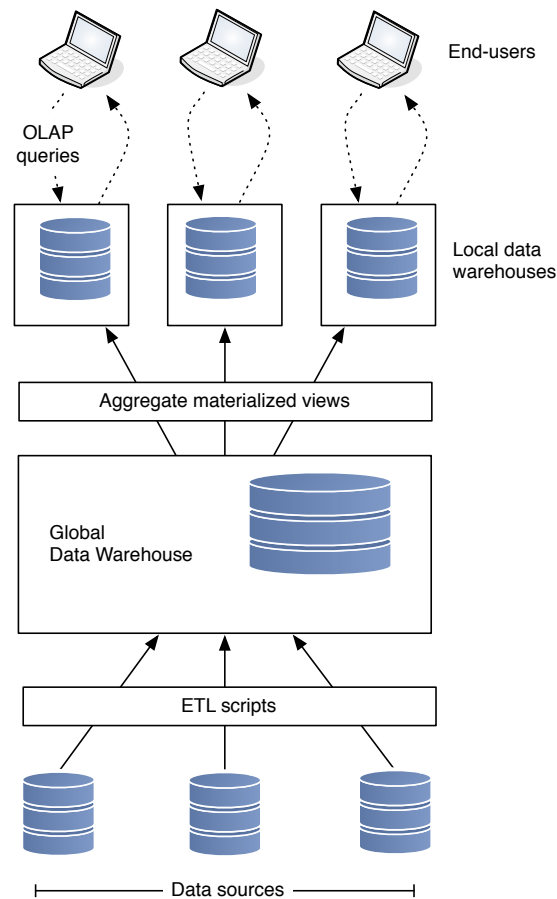 End-users
OLAP
queries
Local data
warehouses
Aggregate materialized views
Global
Data Warehouse
ETL scripts
Data sources